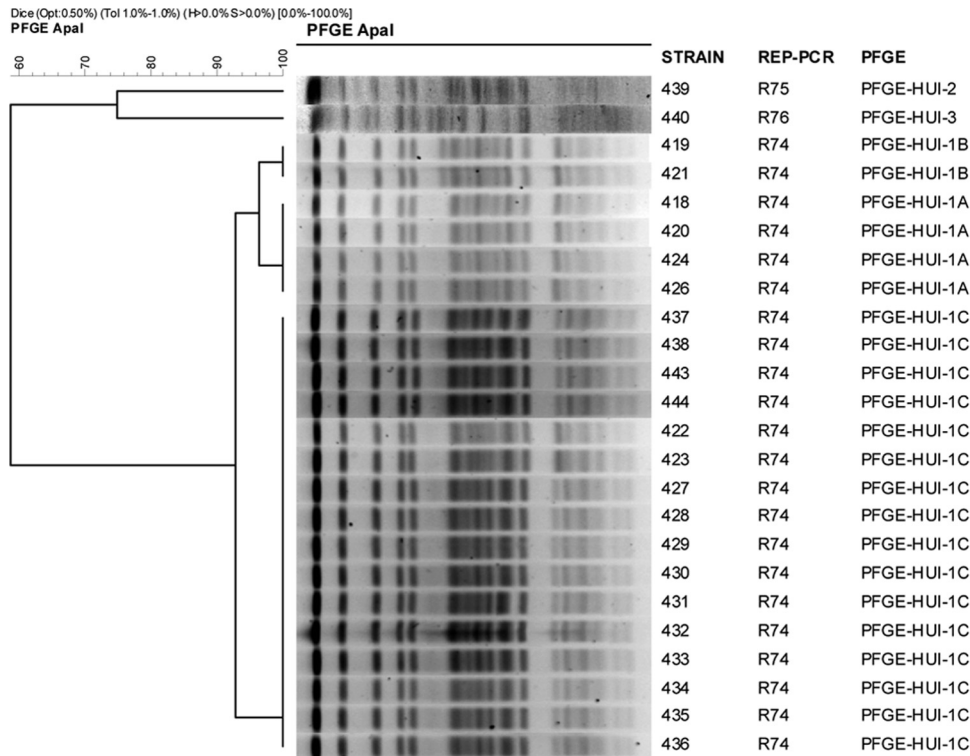 Dice (Opt:0.50%) (Tol 1.0%-1.0%) (H>0.0% S>0.0%) [0.0%-100.0%]
PFGE ApaI PFGE ApaI
60 70 80 90 100
STRAIN REP-PCR PFGE
439 R75 PFGE-HUI-2
440 R76 PFGE-HUI-3
419 R74 PFGE-HUI-1B
421 R74 PFGE-HUI-1B
418 R74 PFGE-HUI-1A
420 R74 PFGE-HUI-1A
424 R74 PFGE-HUI-1A
426 R74 PFGE-HUI-1A
437 R74 PFGE-HUI-1C
438 R74 PFGE-HUI-1C
443 R74 PFGE-HUI-1C
444 R74 PFGE-HUI-1C
422 R74 PFGE-HUI-1C
423 R74 PFGE-HUI-1C
427 R74 PFGE-HUI-1C
428 R74 PFGE-HUI-1C
429 R74 PFGE-HUI-1C
430 R74 PFGE-HUI-1C
431 R74 PFGE-HUI-1C
432 R74 PFGE-HUI-1C
433 R74 PFGE-HUI-1C
434 R74 PFGE-HUI-1C
435 R74 PFGE-HUI-1C
436 R74 PFGE-HUI-1C